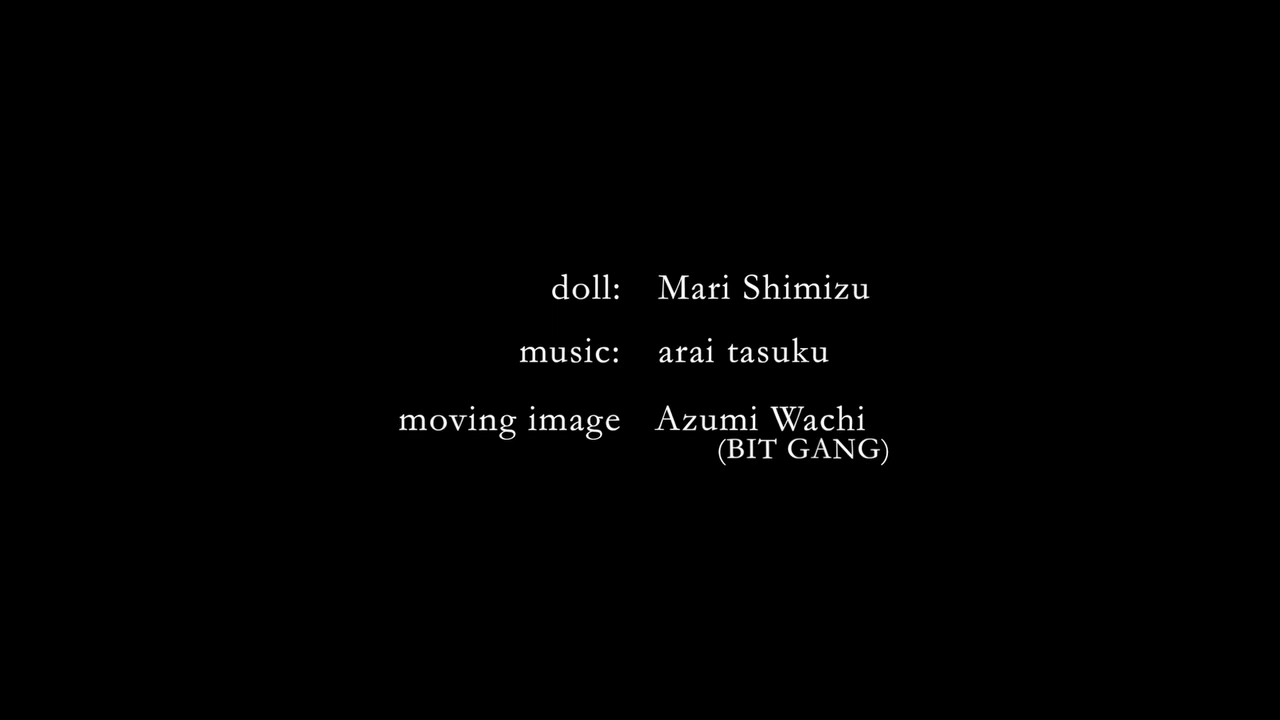 doll: Mari Shimizu
music: arai tasuku
moving image Azumi Wachi
(BIT GANG)